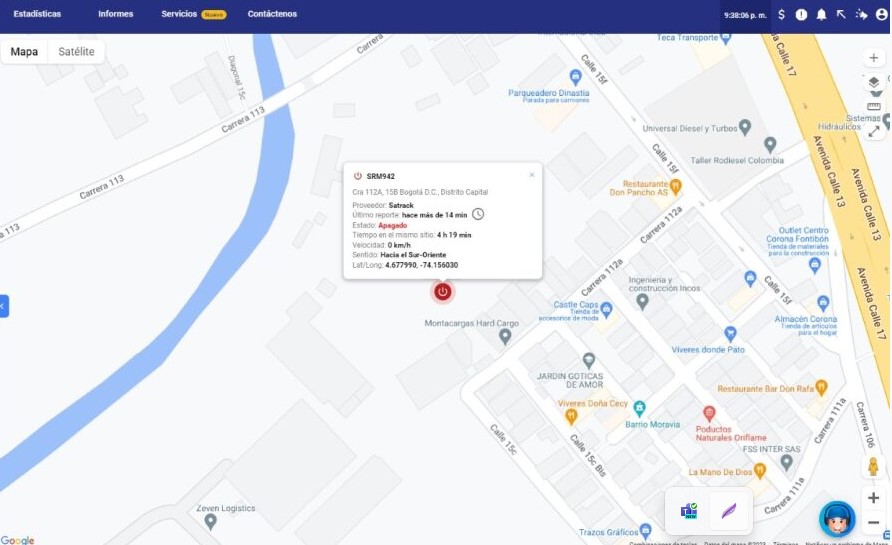 Estadísticas
Informes
Servicios Nuevo
Contáctenos
9:38:06 p. m.
Mapa
Satélite
Carrera
Diagonal 15c
Carrera 113
Carrera 113
a 113
Teca Transporte
Calle 15f
Calle 17
Parqueadero Dinastia
Parada para camiones
Universal Diesel y Turbos
Sistemas
Hidráulicos
Taller Rodiesel Colombia
Calle 15f
Avenida Calle 13
Avenida Calle 13
SRM942
Cra 112A, 15B Bogotá D.C., Distrito Capital
Proveedor: Satrack
Último reporte: hace más de 14 min
Estado: Apagado
Tiempo en el mismo sitio: 4 h 19 min
Velocidad: 0 km/h
Sentido: Hacia el Sur-Oriente
Lat/Long: 4.677990, -74.156030
Restaurante
Don Pancho AS
Carrera 112a
Outlet Centro
Corona Fontibón
Tienda de materiales
para la construcción
Carrera 112a
Ingeniería y
construcción Incos
Calle 15f
Avenida Calle 17
Castle Caps
Tienda de
accesorios de moda
Almacén Corona
Tienda de artículos
para el hogar
Montacargas Hard Cargo
Víveres donde Pato
JARDIN GOTICAS
DE AMOR
Restaurante Bar Don Rafa
Viveres Doña Cecy
Barrio Moravia
Poductos
Naturales Oriflame
Carrera 111a
Carrera 106
Calle 15c
Calle 15c Bis
FSS INTER SAS
La Mano De Dios
Carrera 111a
Zeven Logistics
Trazos Gráficos
Google